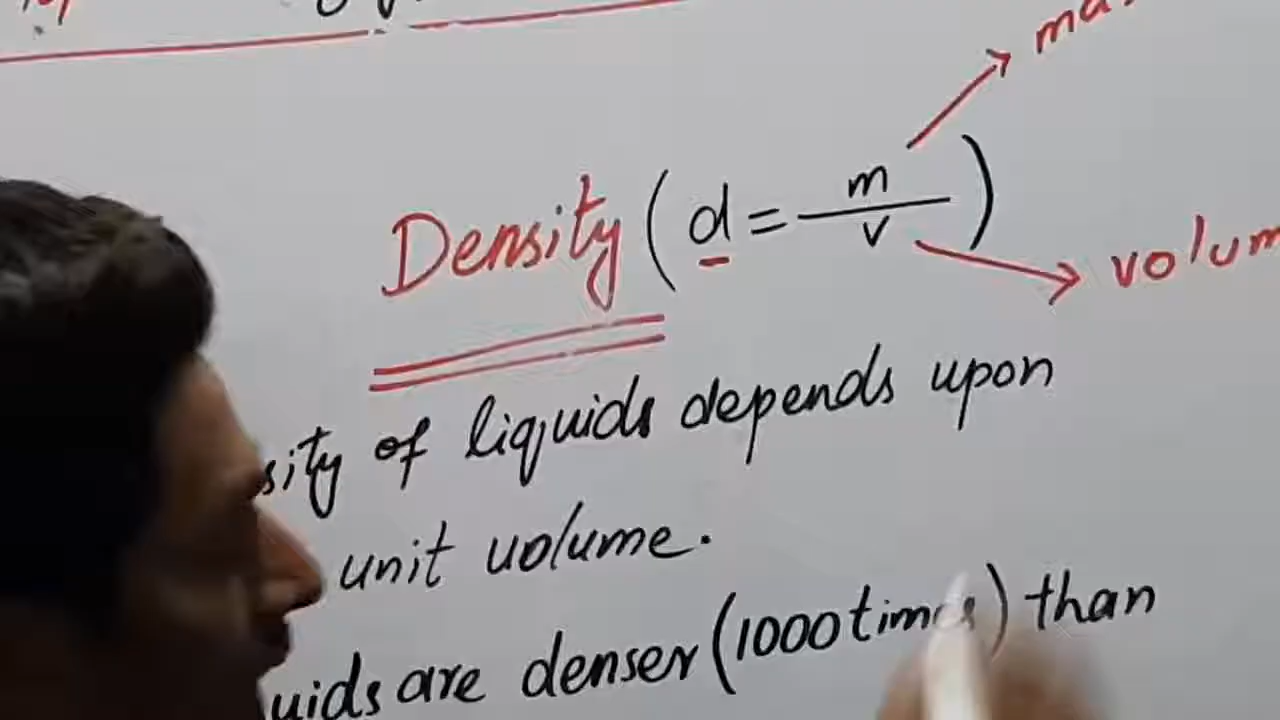 Density ( d = m / v )
volum
sity of liquids depends upon
unit volume.
uids are denser (1000 times) than